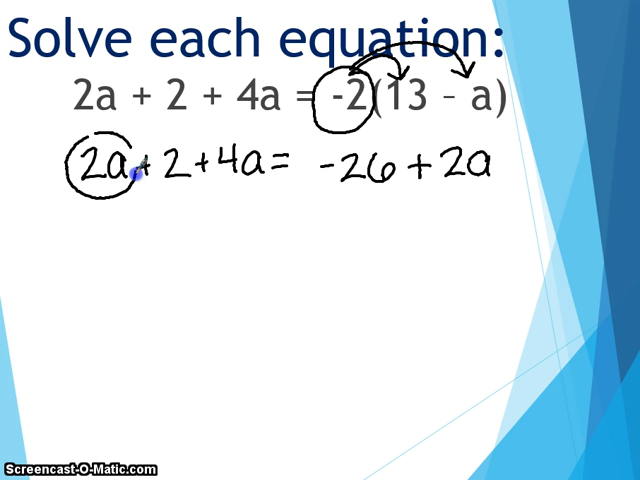 Solve each equation:
2a + 2 + 4a = -2(13 – a)
2a + 2 + 4a = -26 + 2a
Screencast-O-Matic.com